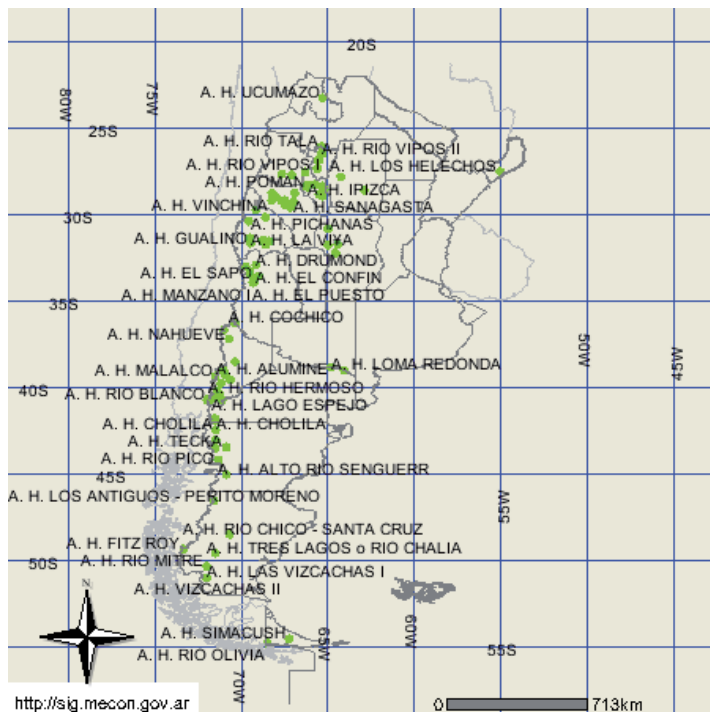 20S
80W
75W
A. H. UCUMAZO
25S
A. H. RIO TALA
A. H. RIO VIPOS II
A. H. RIO VIPOS I
A. H. LOS HELECHOS
A. H. POMAN
A. H. IPIZCA
A. H. VINCHINA
A. H. SANAGASTA
30S
A. H. PICHANAS
A. H. GUALINO
A. H. LA VIYA
A. H. DRUMOND
A. H. EL SAPO
A. H. EL CONFIN
A. H. MANZANO I
A. H. EL PUESTO
35S
A. H. COCHICO
A. H. NAHUEVE
50W
45W
A. H. LOMA REDONDA
A. H. MALALCO
A. H. ALUMINE
40S
A. H. RIO BLANCO
A. H. RIO HERMOSO
A. H. LAGO ESPEJO
A. H. CHOLILA
A. H. CHOLILA
A. H. TECKA
A. H. RIO PICO
A. H. ALTO RIO SENGUERR
45S
A. H. LOS ANTIGUOS - PERITO MORENO
55W
A. H. RIO CHICO - SANTA CRUZ
A. H. FITZ ROY
A. H. TRES LAGOS o RIO CHALIA
50S
A. H. RIO MITRE
A. H. LAS VIZCACHAS I
A. H. VIZCACHAS II
N
A. H. SIMACUSH
65W
60W
55S
A. H. RIO OLIVIA
70W
http://sig.mecon.gov.ar
0 713km